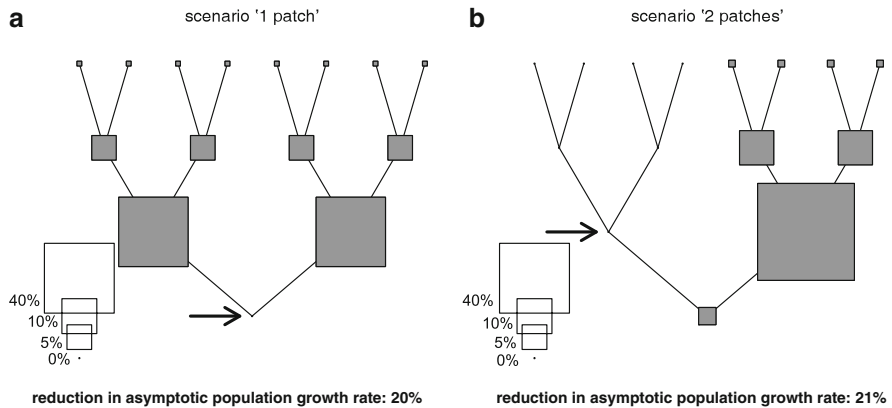 a
scenario '1 patch'
40%
10%
5%
0%
reduction in asymptotic population growth rate: 20%
b
scenario '2 patches'
40%
10%
5%
0%
reduction in asymptotic population growth rate: 21%